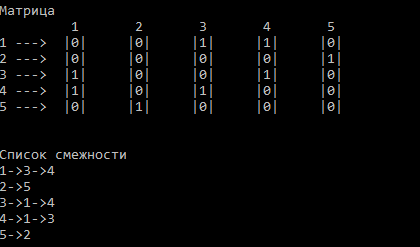 Матрица
1 2 3 4 5
1 ---> |0| |0| |1| |1| |0|
2 ---> |0| |0| |0| |0| |1|
3 ---> |1| |0| |0| |1| |0|
4 ---> |1| |0| |1| |0| |0|
5 ---> |0| |1| |0| |0| |0|
Список смежности
1->3->4
2->5
3->1->4
4->1->3
5->2